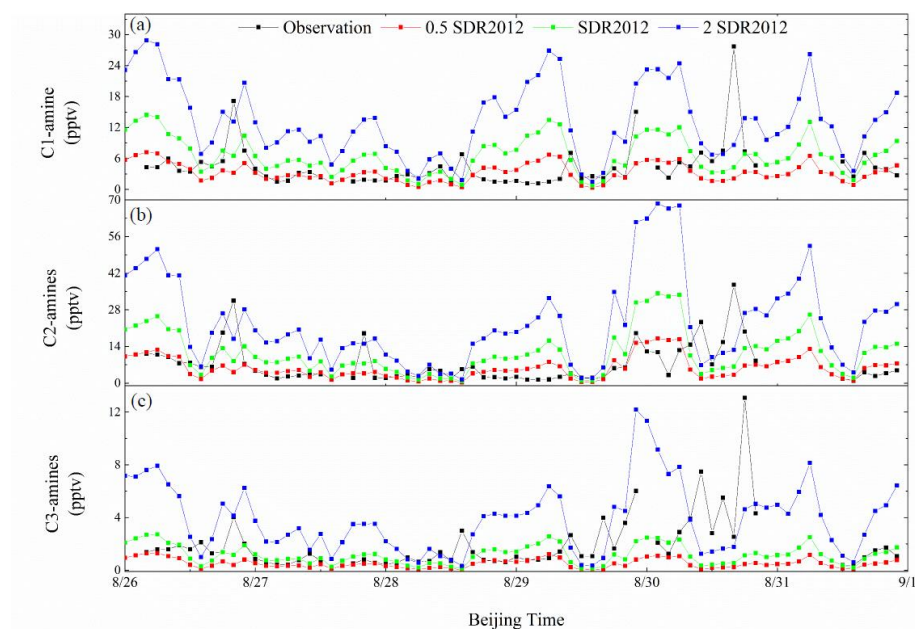 (a) Observation 0.5 SDR2012 SDR2012 2 SDR2012
30
24
18
12
6
0
C1-amine
(pptv)
(b)
70
56
42
28
14
0
C2-amines
(pptv)
(c)
12
8
4
0
C3-amines
(pptv)
8/26 8/27 8/28 8/29 8/30 8/31 9/1
Beijing Time